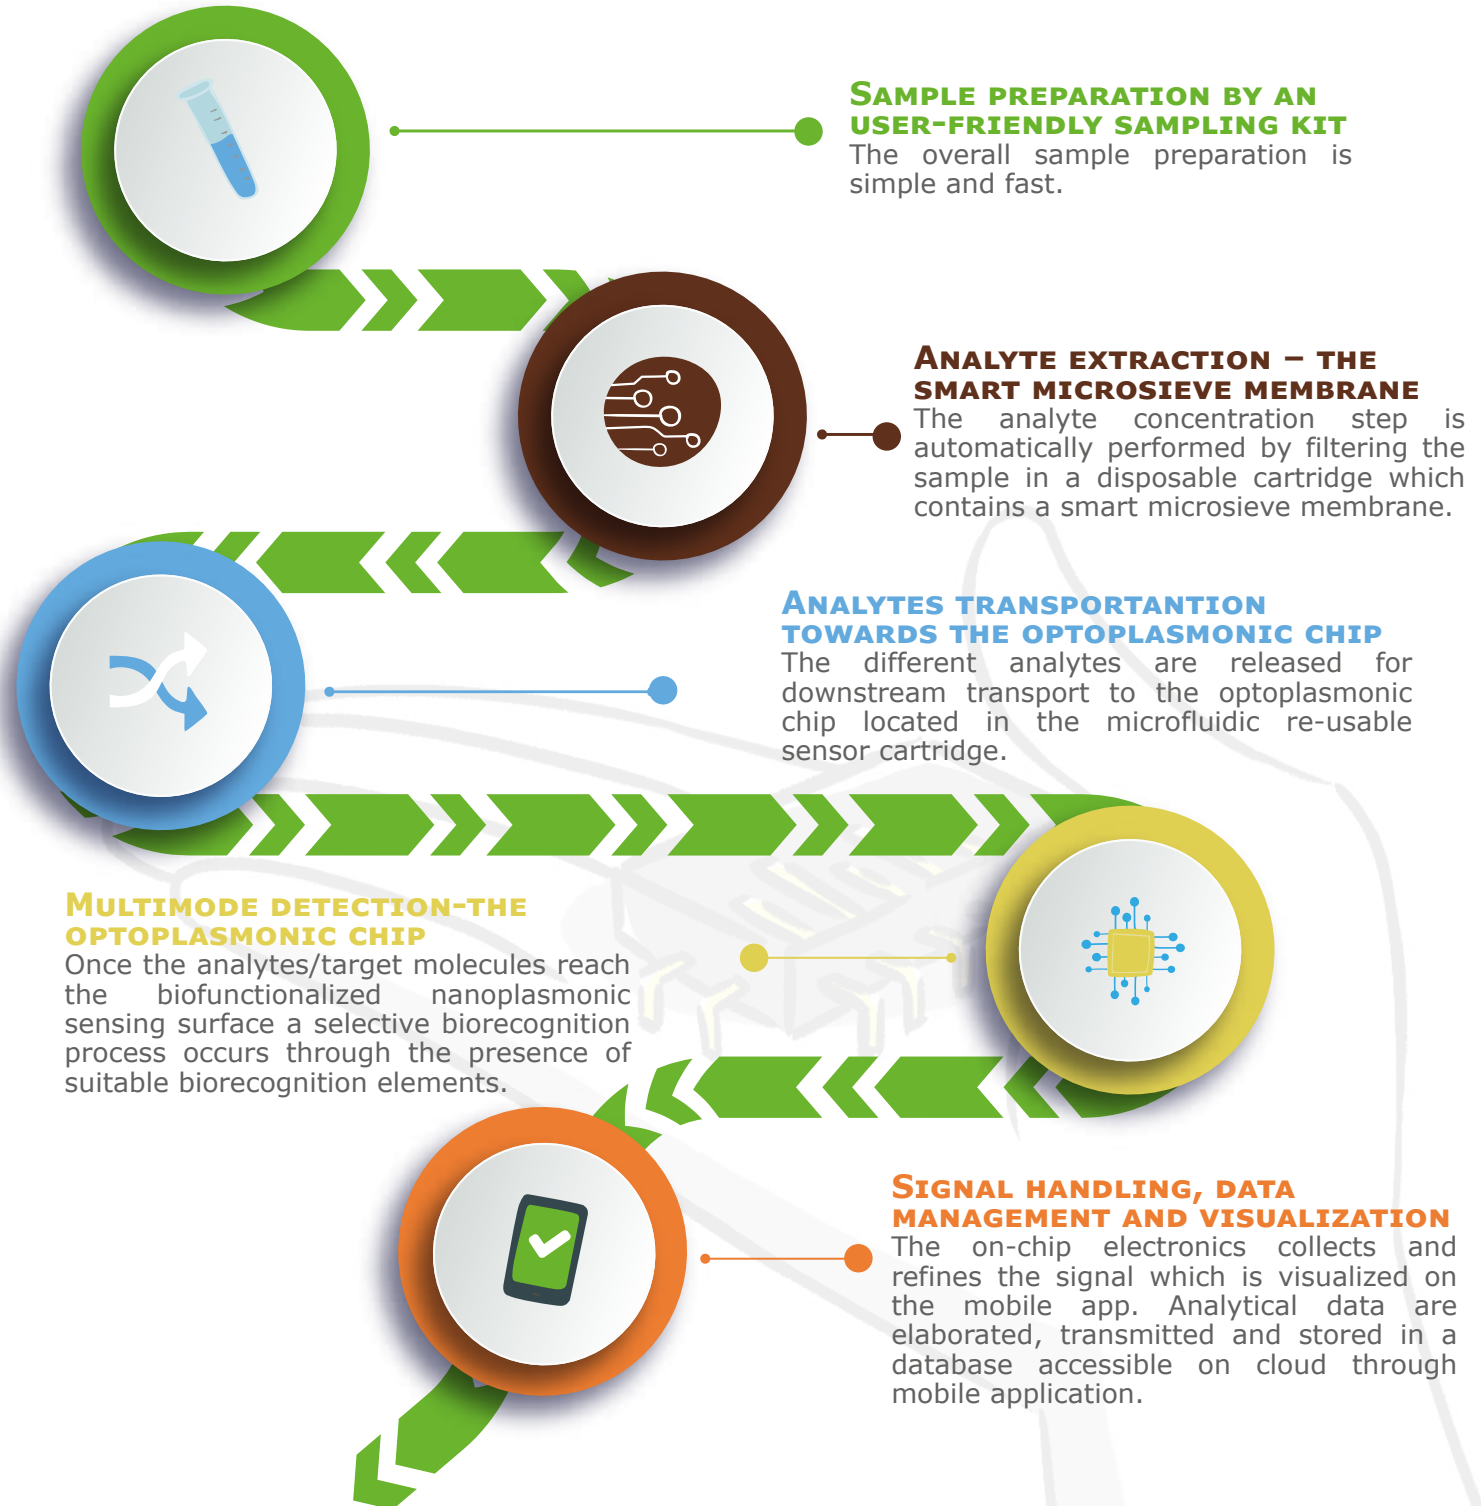 Sample preparation by an
user-friendly sampling kit
The overall sample preparation is
simple and fast.
Analyte extraction – the
smart microsieve membrane
The analyte concentration step is
automatically performed by filtering the
sample in a disposable cartridge which
contains a smart microsieve membrane.
Analytes transportantion
towards the optoplasmonic chip
The different analytes are released for
downstream transport to the optoplasmonic
chip located in the microfluidic re-usable
sensor cartridge.
Multimode detection-the
optoplasmonic chip
Once the analytes/target molecules reach
the biofunctionalized nanoplasmonic
sensing surface a selective biorecognition
process occurs through the presence of
suitable biorecognition elements.
Signal handling, data
management and visualization
The on-chip electronics collects and
refines the signal which is visualized on
the mobile app. Analytical data are
elaborated, transmitted and stored in a
database accessible on cloud through
mobile application.